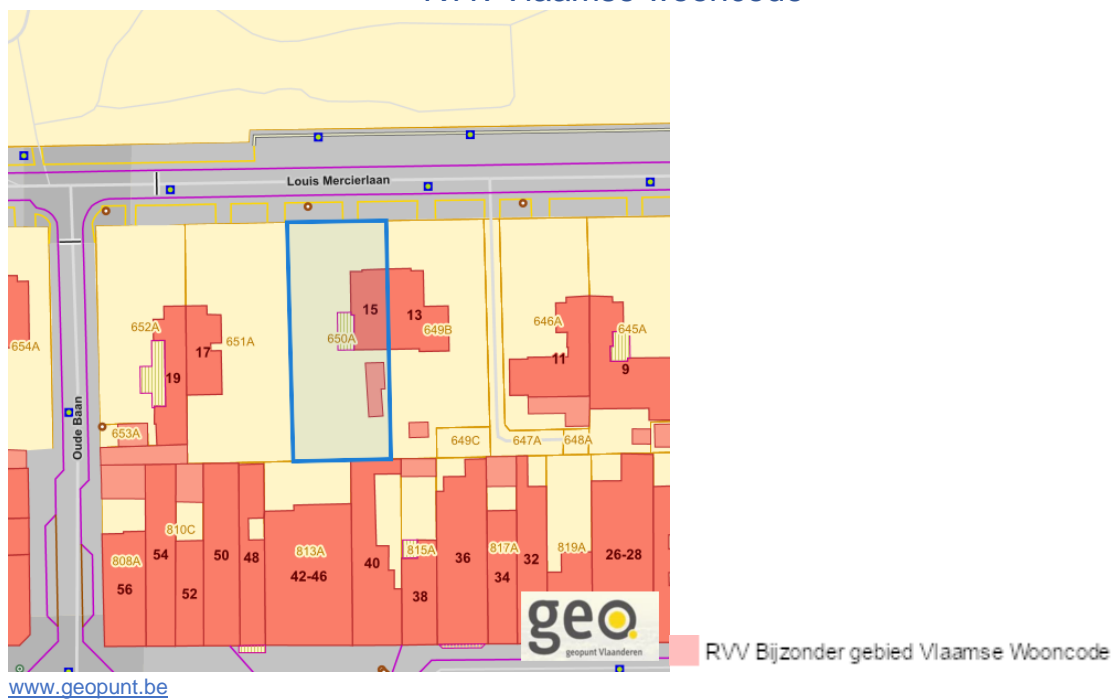 RVV Vlaamse wooncode
Louis Mercierlaan
Oude Baan
654A
652A
19
17
651A
653A
650A
15
13
649B
646A
11
645A
9
649C
647A
648A
808A
56
54
810C
52
50
48
813A
42-46
40
815A
38
36
817A
34
32
819A
26-28
geo
geopunt Vlaanderen
RVV Bijzonder gebied Vlaamse Wooncode
www.geopunt.be